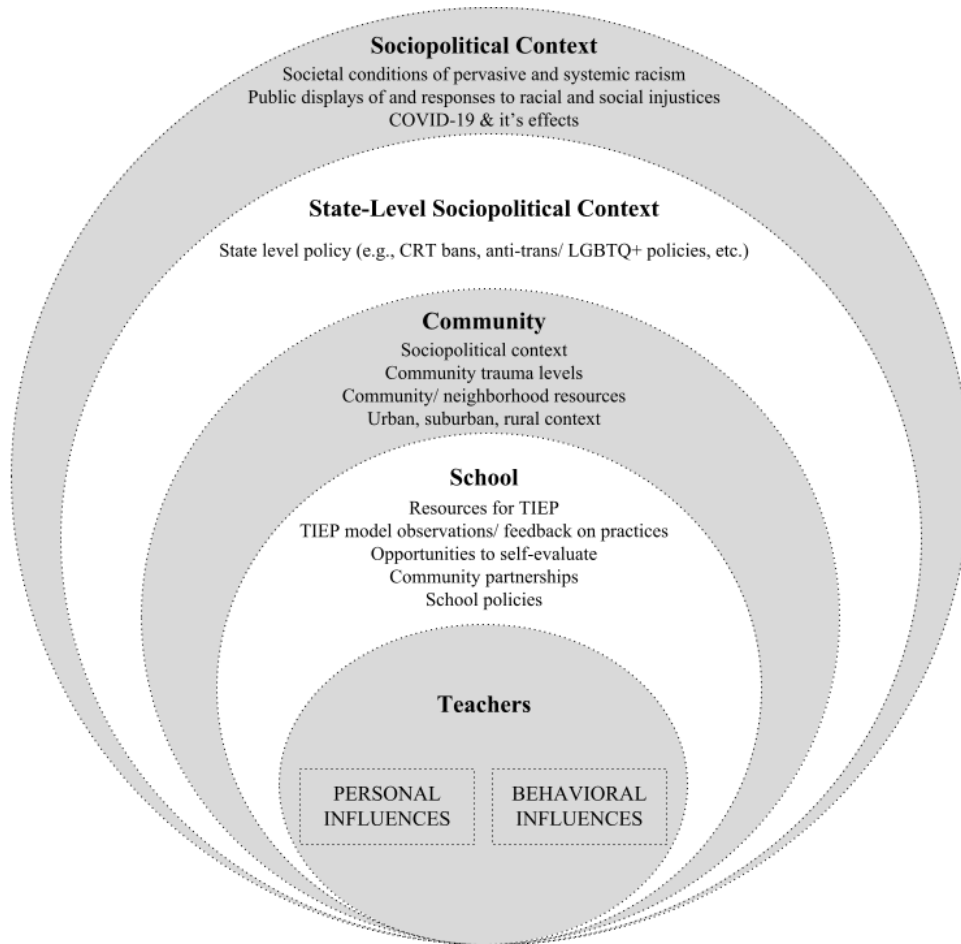 Sociopolitical Context
Societal conditions of pervasive and systemic racism
Public displays of and responses to racial and social injustices
COVID-19 & it's effects
State-Level Sociopolitical Context
State level policy (e.g., CRT bans, anti-trans/ LGBTQ+ policies, etc.)
Community
Sociopolitical context
Community trauma levels
Community/ neighborhood resources
Urban, suburban, rural context
School
Resources for TIEP
TIEP model observations/ feedback on practices
Opportunities to self-evaluate
Community partnerships
School policies
Teachers
PERSONAL
INFLUENCES
BEHAVIORAL
INFLUENCES